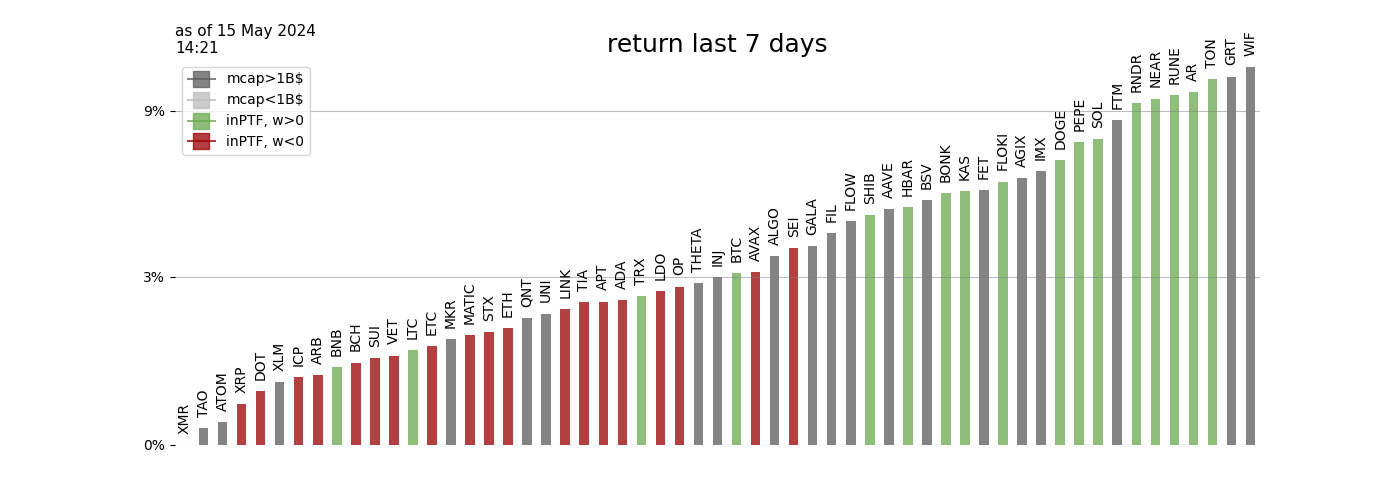 as of 15 May 2024
14:21
return last 7 days
mcap>1B$
mcap<1B$
inPTF, w>0
inPTF, w<0
9%
3%
0%
XMR
TAO
ATOM
XRP
DOT
XLM
ICP
ARB
BNB
BCH
SUI
VET
LTC
ETC
MKR
MATIC
STX
ETH
QNT
UNI
LINK
TIA
APT
ADA
TRX
LDO
OP
THETA
INJ
BTC
AVAX
ALGO
SEI
GALA
FIL
FLOW
SHIB
AAVE
HBAR
BSV
BONK
KAS
FET
FLOKI
AGIX
IMX
DOGE
PEPE
SOL
FTM
RNDR
NEAR
RUNE
AR
TON
GRT
WIF